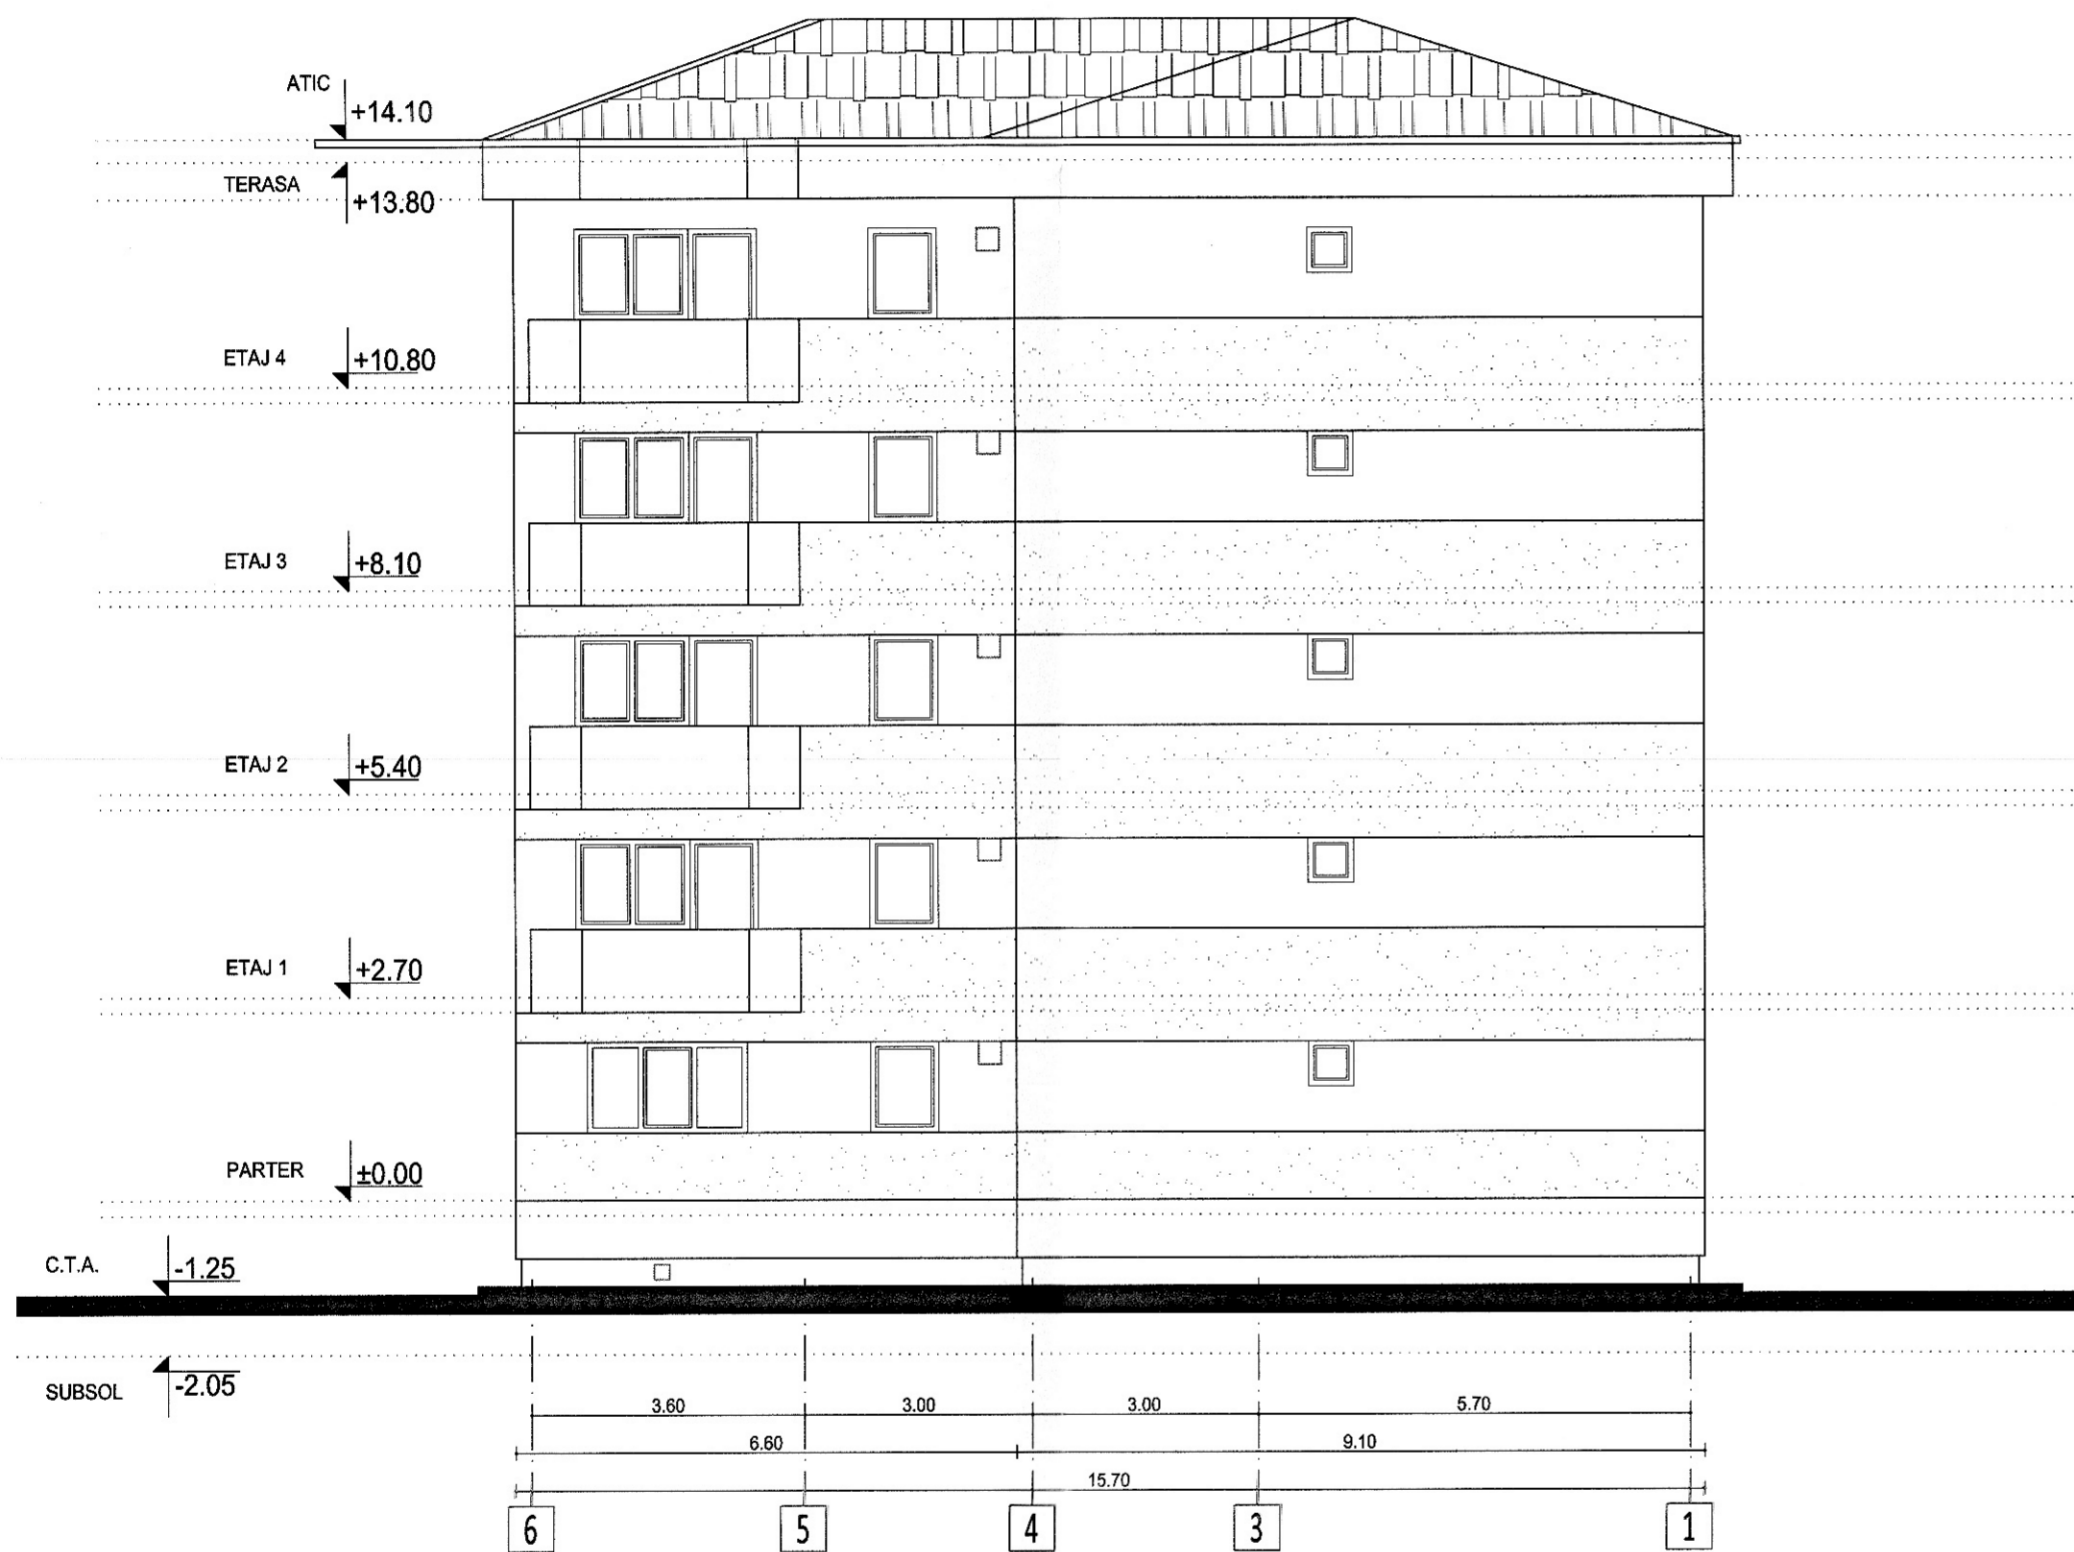 ATIC
+14.10
TERASA
+13.80
ETAJ 4
+10.80
ETAJ 3
+8.10
ETAJ 2
+5.40
ETAJ 1
+2.70
PARTER
±0.00
C.T.A.
-1.25
SUBSOL
-2.05
3.60 3.00 3.00 5.70
6.60 9.10
15.70
6 5 4 3 1